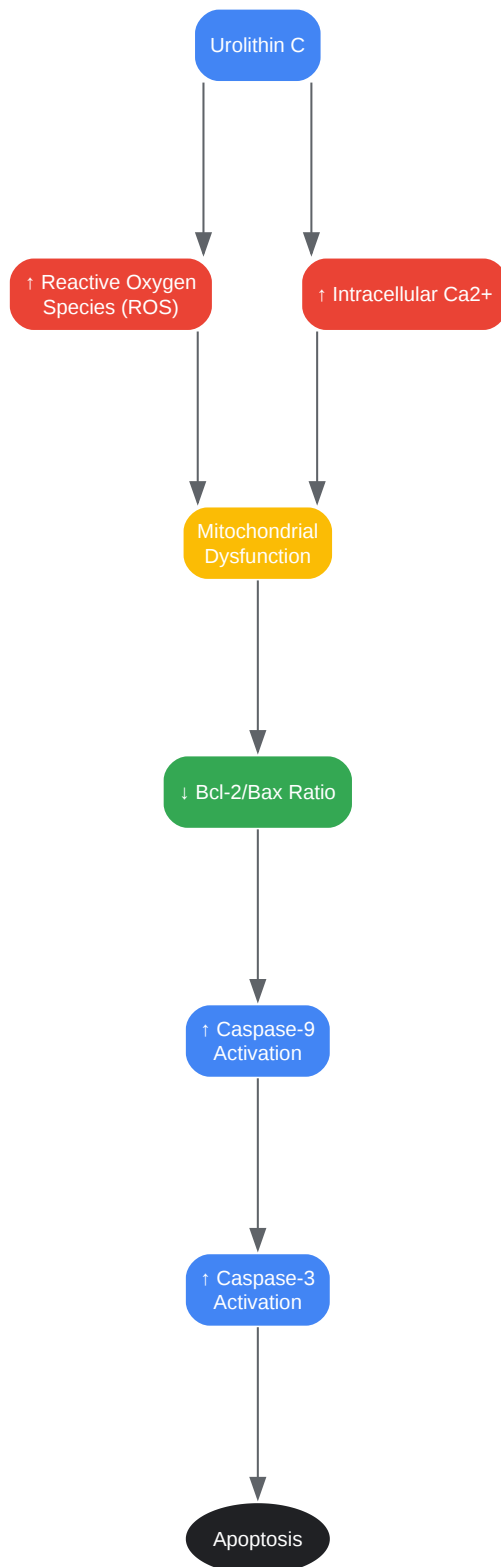 Urolithin C
↑ Reactive Oxygen
Species (ROS)
↑ Intracellular Ca2+
Mitochondrial
Dysfunction
↓ Bcl-2/Bax Ratio
↑ Caspase-9
Activation
↑ Caspase-3
Activation
Apoptosis